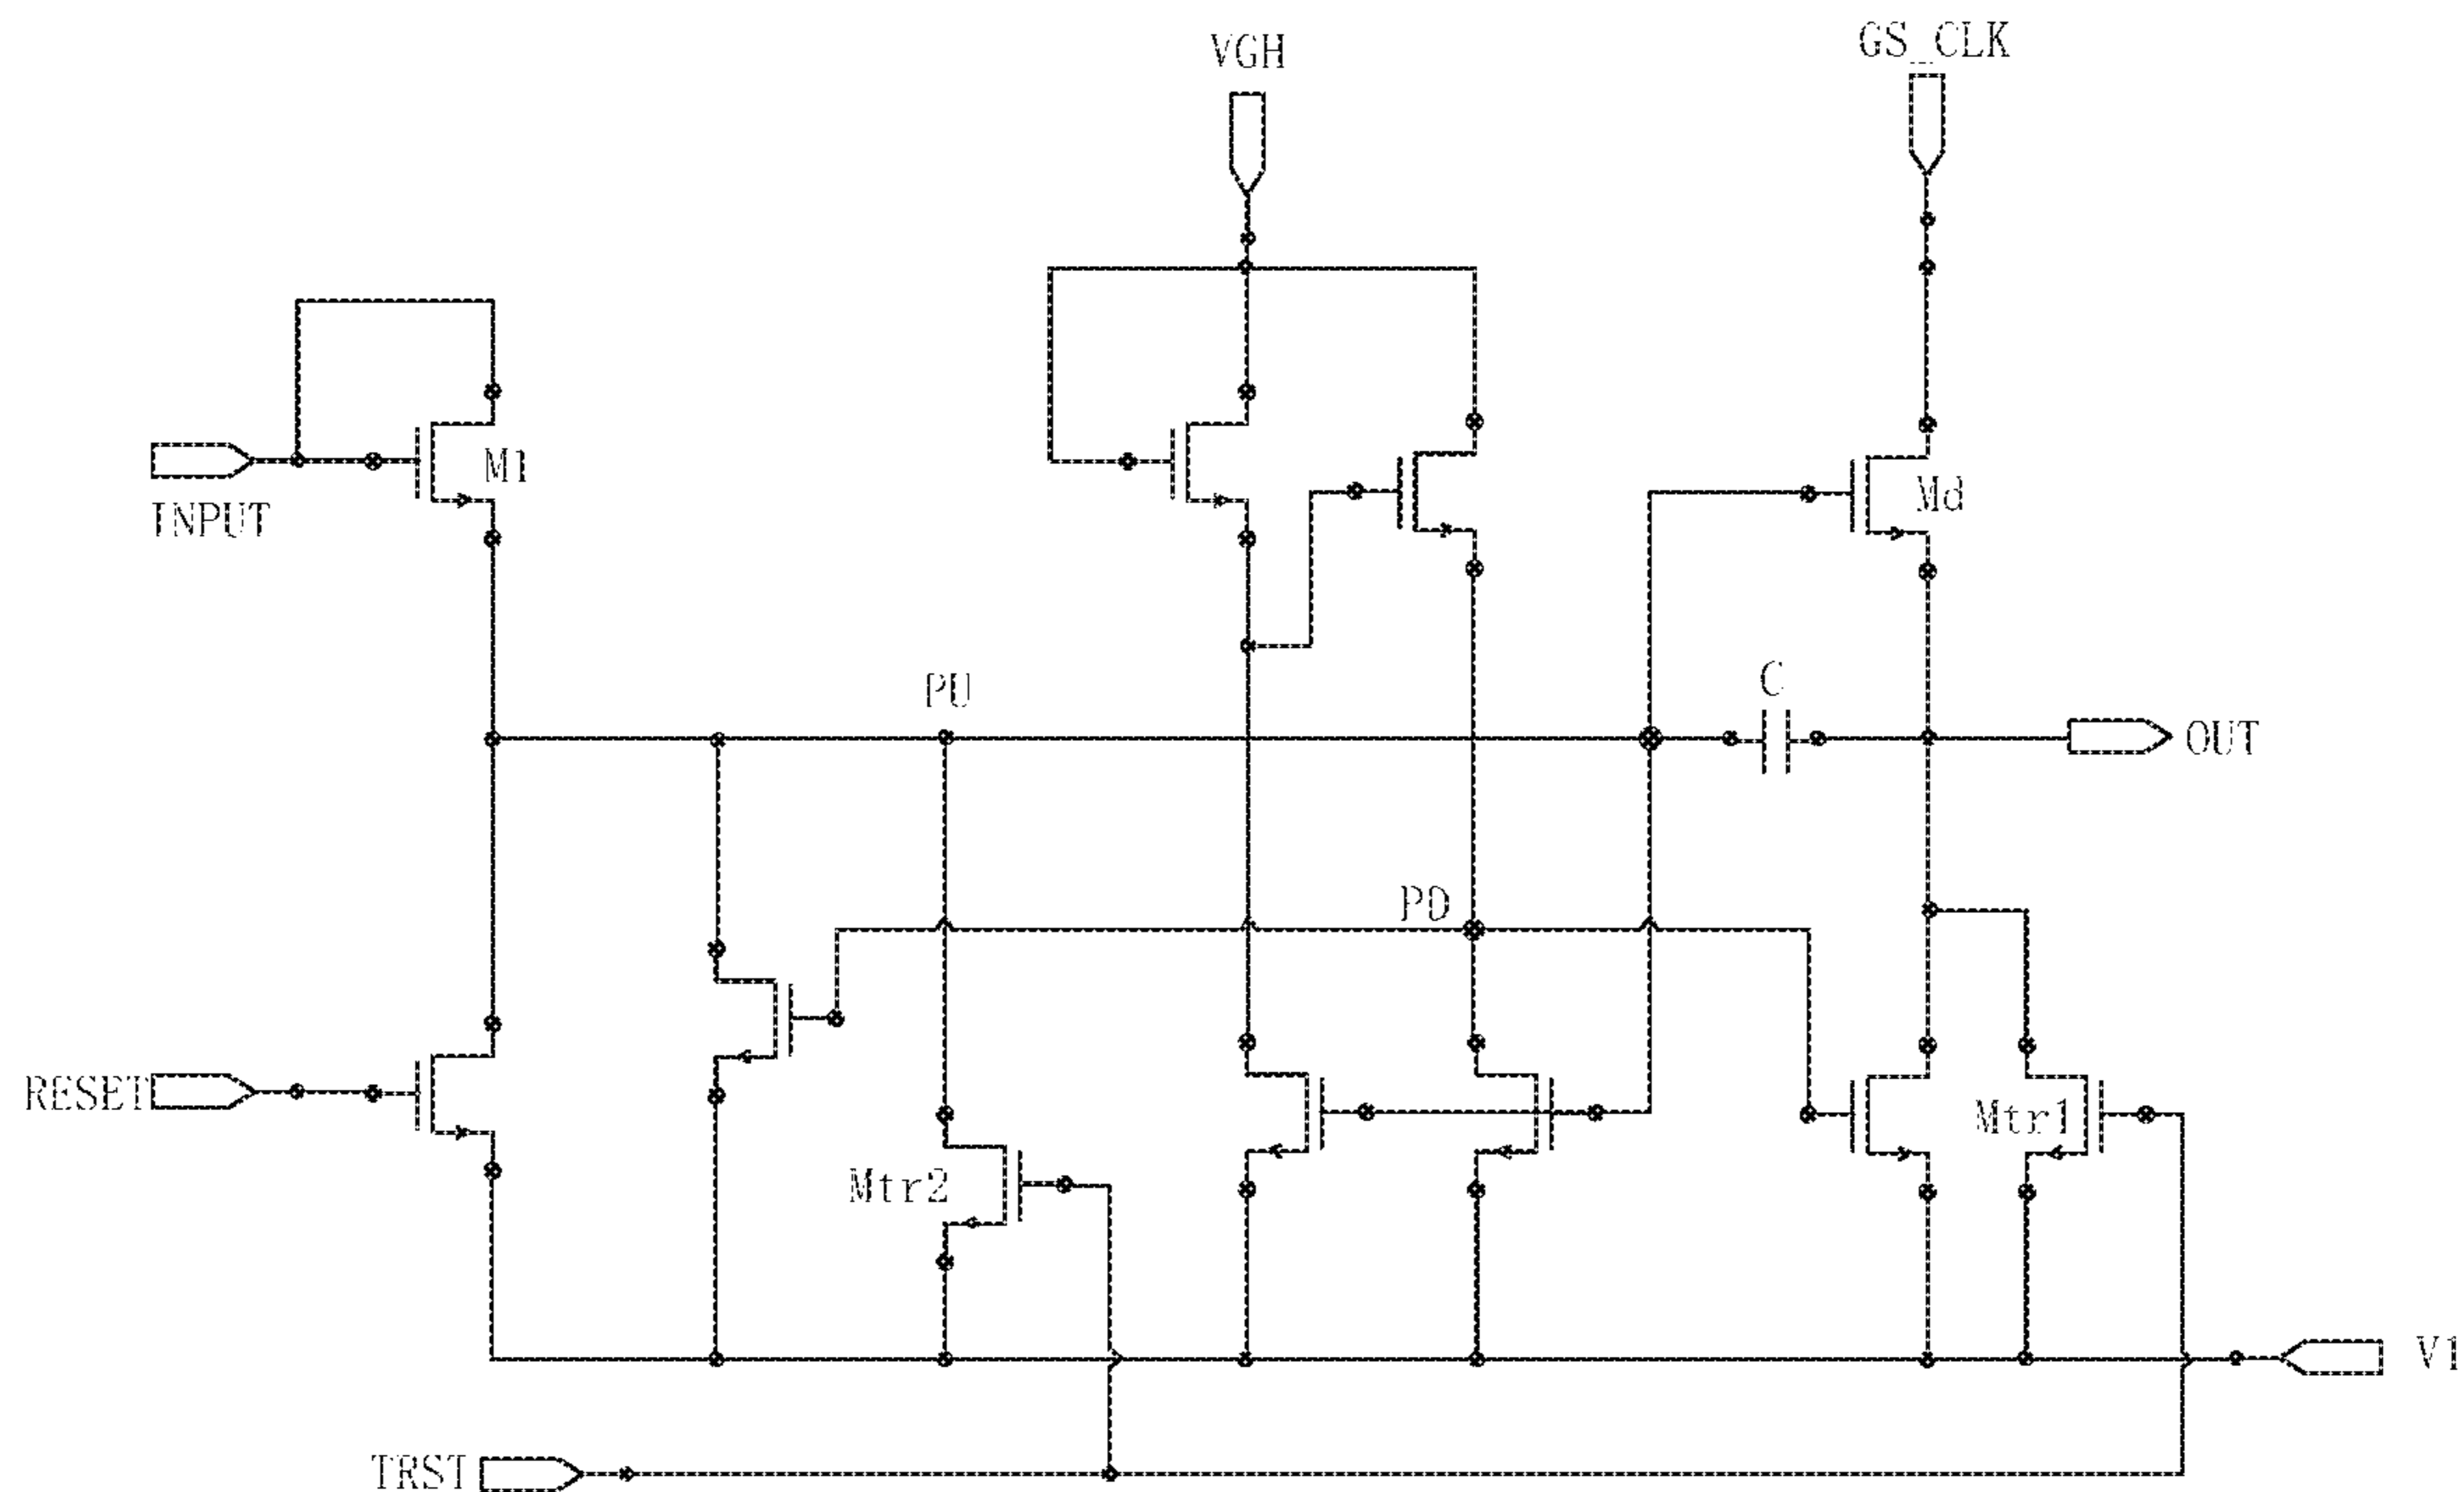 VGH
GS_CLK
M1
INPUT
Md
PU
C
OUT
PD
RESET
Mtr2
Mtr1
V1
TRST